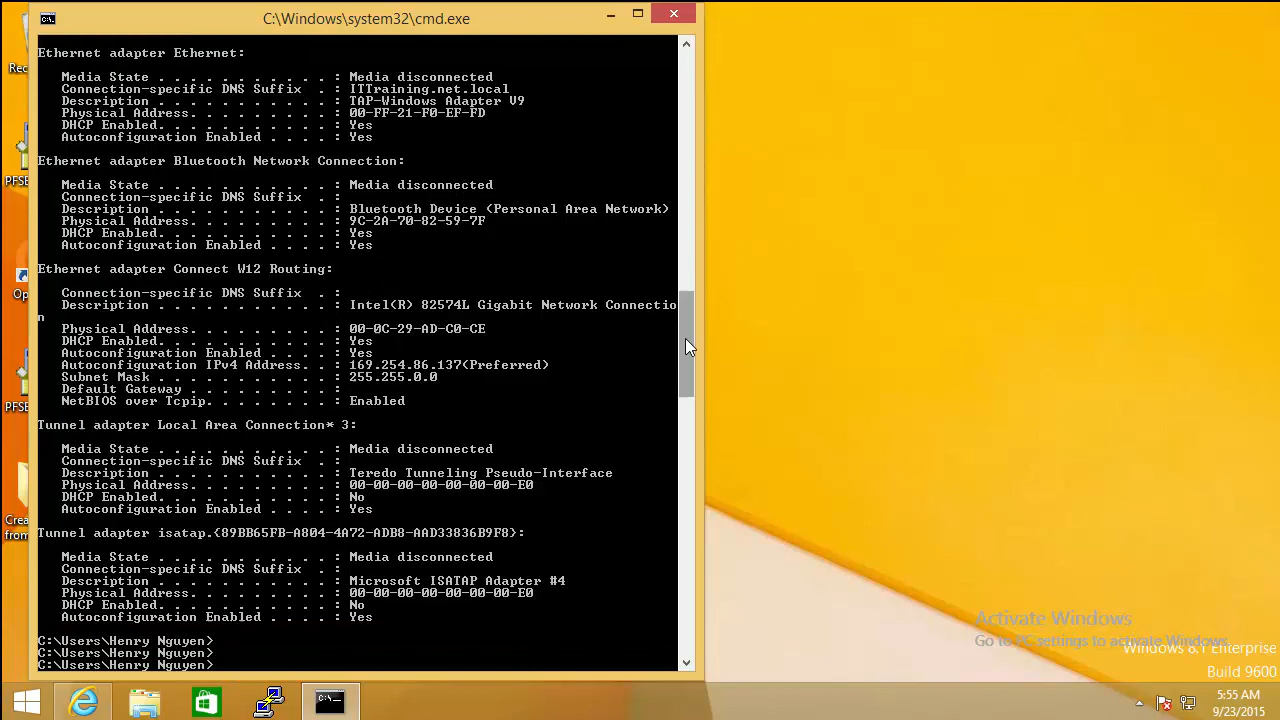 C:\Windows\system32\cmd.exe
Ethernet adapter Ethernet:
Media State . . . . . . . . . . . : Media disconnected
Connection-specific DNS Suffix  . : ITTraining.net.local
Description . . . . . . . . . . . : TAP-Windows Adapter V9
Physical Address. . . . . . . . . : 00-FF-21-F0-EF-FD
DHCP Enabled. . . . . . . . . . . : Yes
Autoconfiguration Enabled . . . . : Yes
Ethernet adapter Bluetooth Network Connection:
Media State . . . . . . . . . . . : Media disconnected
Connection-specific DNS Suffix  . :
Description . . . . . . . . . . . : Bluetooth Device (Personal Area Network)
Physical Address. . . . . . . . . : 9C-2A-70-82-59-7F
DHCP Enabled. . . . . . . . . . . : Yes
Autoconfiguration Enabled . . . . : Yes
Ethernet adapter Connect W12 Routing:
Connection-specific DNS Suffix  . :
Description . . . . . . . . . . . : Intel(R) 82574L Gigabit Network Connectio
n
Physical Address. . . . . . . . . : 00-0C-29-AD-C0-CE
DHCP Enabled. . . . . . . . . . . : Yes
Autoconfiguration Enabled . . . . : Yes
Autoconfiguration IPv4 Address. . : 169.254.86.137(Preferred)
Subnet Mask . . . . . . . . . . . : 255.255.0.0
Default Gateway . . . . . . . . . :
NetBIOS over Tcpip. . . . . . . . : Enabled
Tunnel adapter Local Area Connection* 3:
Media State . . . . . . . . . . . : Media disconnected
Connection-specific DNS Suffix  . :
Description . . . . . . . . . . . : Teredo Tunneling Pseudo-Interface
Physical Address. . . . . . . . . : 00-00-00-00-00-00-00-E0
DHCP Enabled. . . . . . . . . . . : No
Autoconfiguration Enabled . . . . : Yes
Tunnel adapter isatap.{89BB65FB-A804-4A72-ADB8-AAD33836B9F8}:
Media State . . . . . . . . . . . : Media disconnected
Connection-specific DNS Suffix  . :
Description . . . . . . . . . . . : Microsoft ISATAP Adapter #4
Physical Address. . . . . . . . . : 00-00-00-00-00-00-00-E0
DHCP Enabled. . . . . . . . . . . : No
Autoconfiguration Enabled . . . . : Yes
C:\Users\Henry Nguyen>
C:\Users\Henry Nguyen>
C:\Users\Henry Nguyen>
Rec
PFSE
Op
PFSE
Crea
from
Activate Windows
Go to PC settings to activate Windows.
Windows 8.1 Enterprise
Build 9600
5:55 AM
9/23/2015